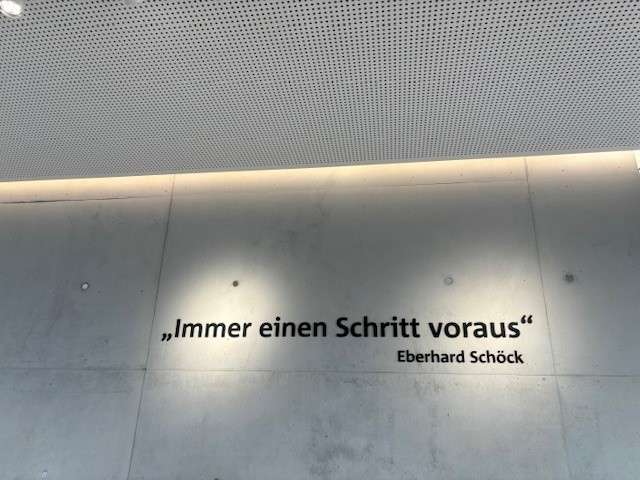 „Immer einen Schritt voraus“
Eberhard Schöck